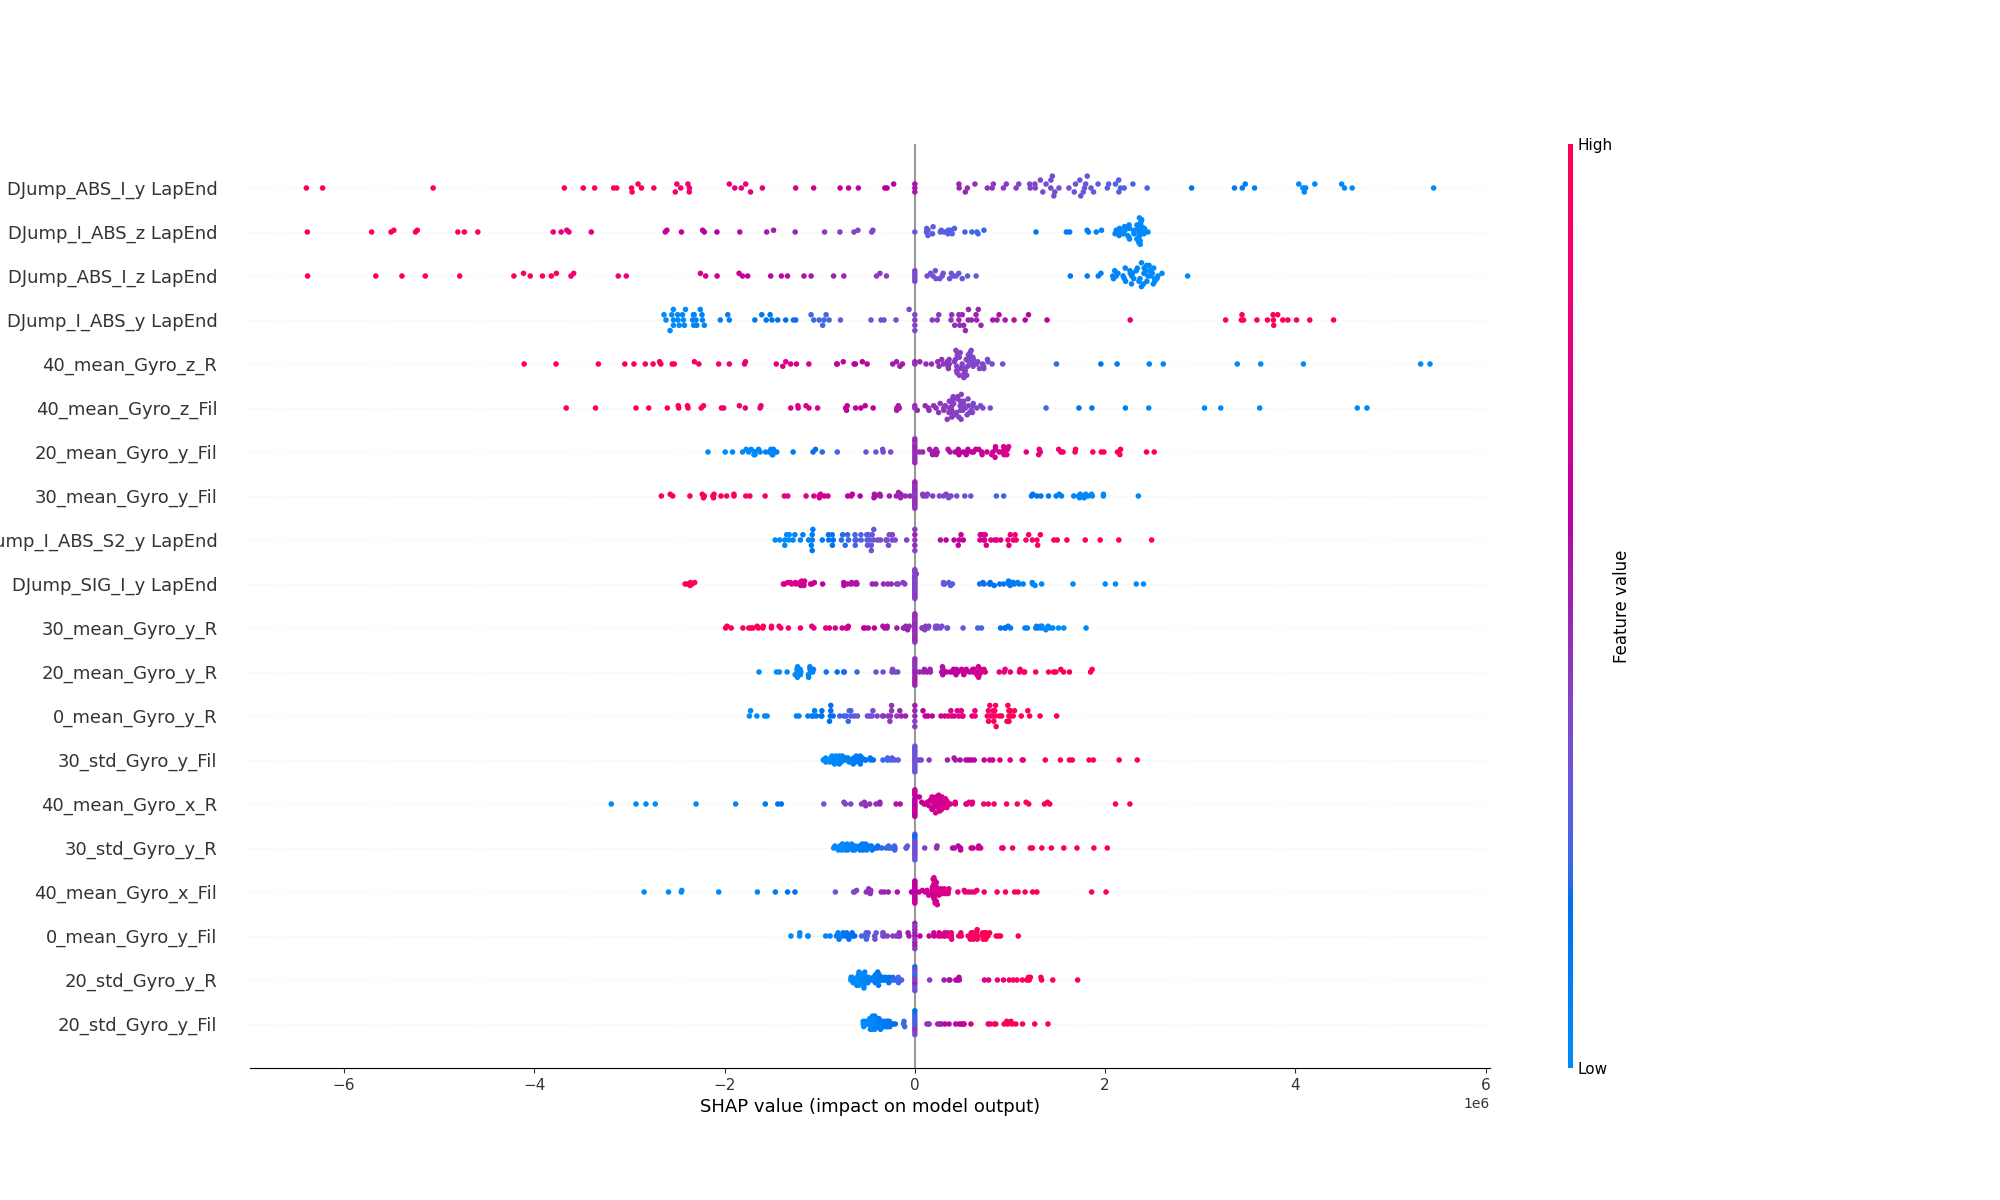 High
DJump_ABS_I_y LapEnd
DJump_I_ABS_z LapEnd
DJump_ABS_I_z LapEnd
DJump_I_ABS_y LapEnd
40_mean_Gyro_z_R
40_mean_Gyro_z_Fil
20_mean_Gyro_y_Fil
30_mean_Gyro_y_Fil
ump_I_ABS_S2_y LapEnd
DJump_SIG_I_y LapEnd
30_mean_Gyro_y_R
20_mean_Gyro_y_R
0_mean_Gyro_y_R
30_std_Gyro_y_Fil
40_mean_Gyro_x_R
30_std_Gyro_y_R
40_mean_Gyro_x_Fil
0_mean_Gyro_y_Fil
20_std_Gyro_y_R
20_std_Gyro_y_Fil
Feature value
Low
−6 −4 −2 0 2 4 6
1e6
SHAP value (impact on model output)